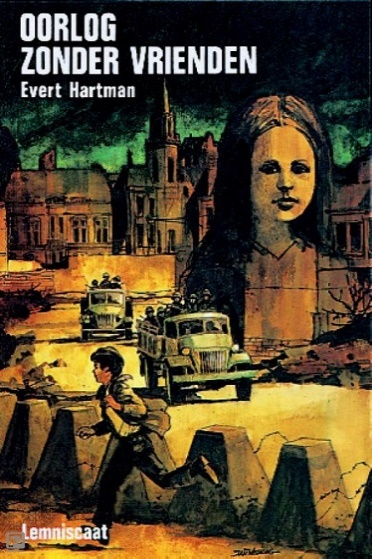 OORLOG
ZONDER VRIENDEN
Evert Hartman
Lemniscaat